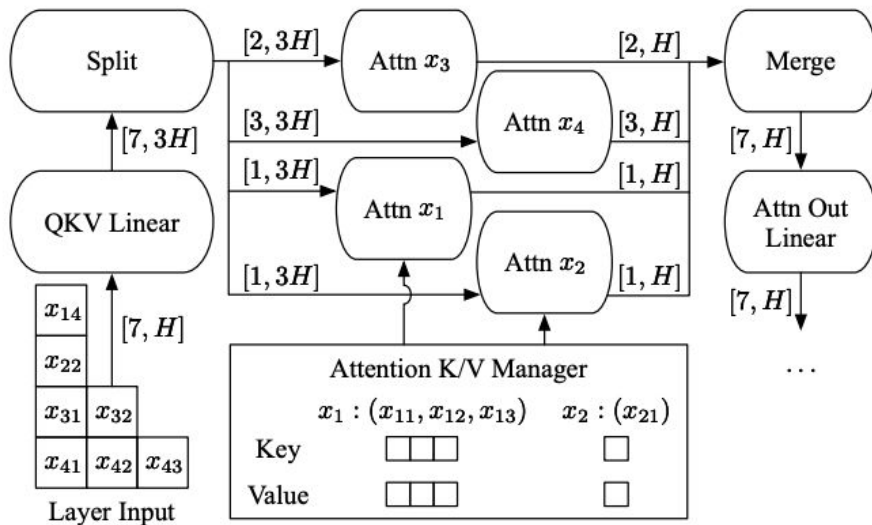 Split
[2, 3H]
Attn x₃
[2, H]
Merge
[3, 3H]
Attn x₄
[3, H]
[7, 3H]
[7, H]
[1, 3H]
Attn x₁
[1, H]
QKV Linear
Attn Out
Linear
Attn x₂
[1, 3H]
[1, H]
x₁₄
[7, H]
[7, H]
x₂₂
Attention K/V Manager
...
x₃₁ x₃₂
x₁ : (x₁₁, x₁₂, x₁₃)
x₂ : (x₂₁)
x₄₁ x₄₂ x₄₃
Key
Value
Layer Input